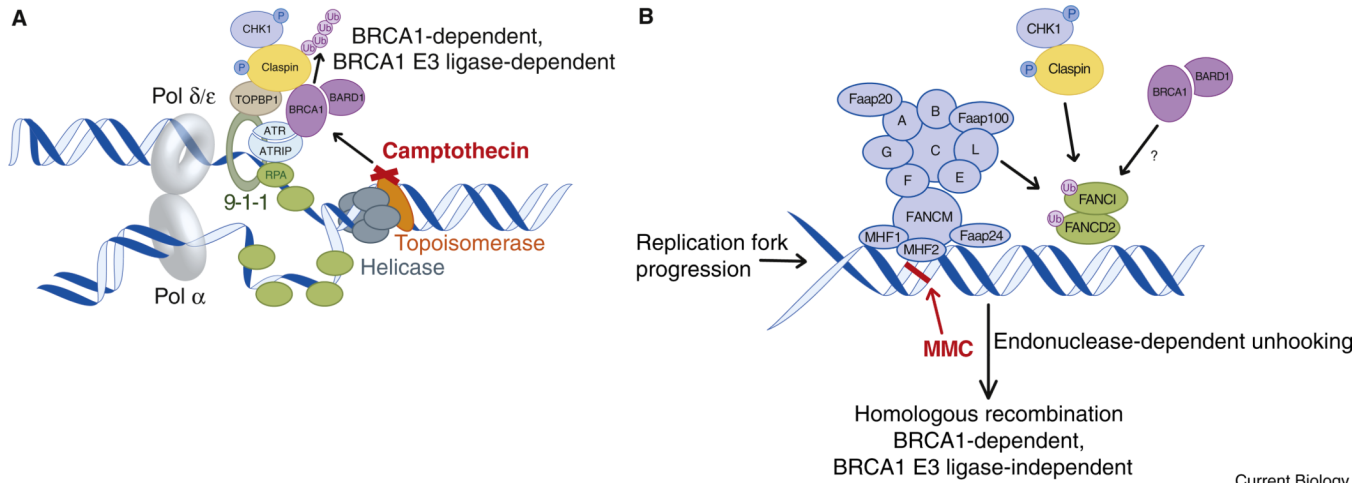 A
P
CHK1
Ub
Ub
Ub
Ub
BRCA1-dependent,
BRCA1 E3 ligase-dependent
P
Claspin
Pol δ/ε
TOPBP1
BRCA1
BARD1
ATR
ATRIP
Camptothecin
RPA
9-1-1
Topoisomerase
Helicase
Pol α
B
P
CHK1
P
Claspin
BARD1
BRCA1
Faap20
B
Faap100
A
G
C
L
?
F
E
Ub
FANCI
Ub
FANCD2
FANCM
MHF1
Faap24
MHF2
Replication fork
progression
MMC
Endonuclease-dependent unhooking
Homologous recombination
BRCA1-dependent,
BRCA1 E3 ligase-independent
Current Biology